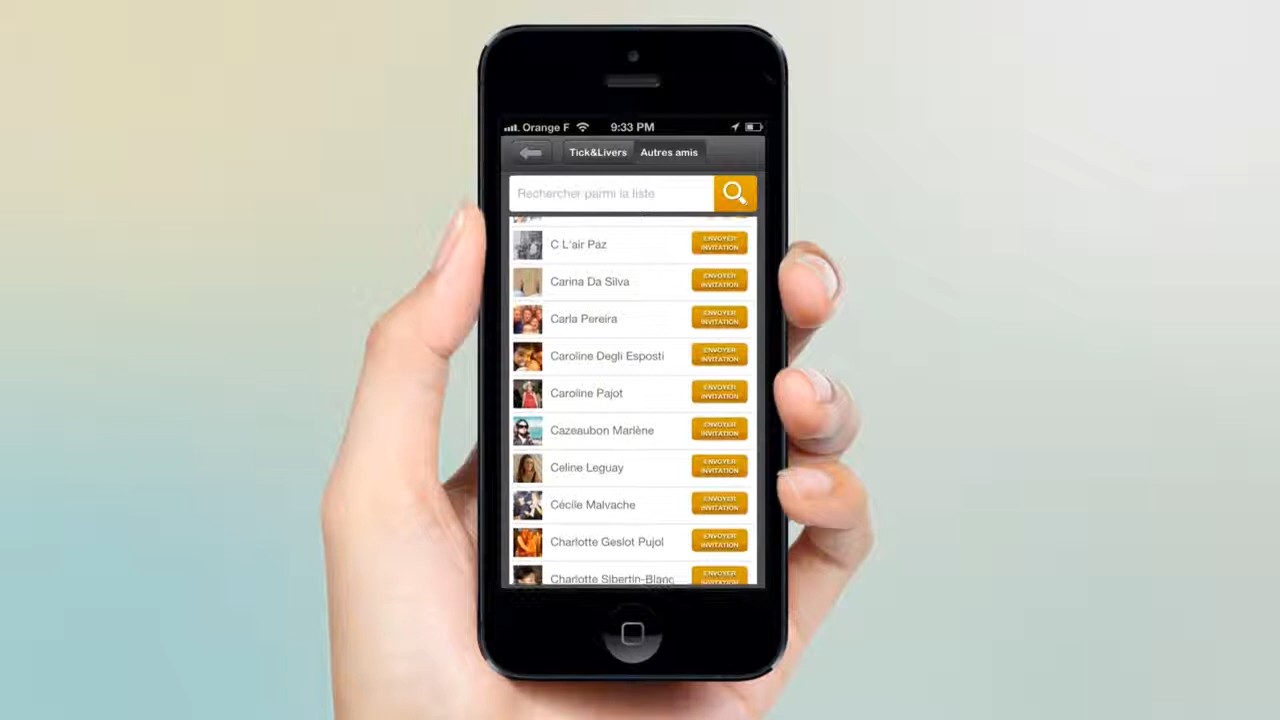 Orange F 9:33 PM
Tick&Livers Autres amis
Rechercher parmi la liste
C L'air Paz
ENVOYER
INVITATION
Carina Da Silva
ENVOYER
INVITATION
Carla Pereira
ENVOYER
INVITATION
Caroline Degli Esposti
ENVOYER
INVITATION
Caroline Pajot
ENVOYER
INVITATION
Cazeaubon Marlène
ENVOYER
INVITATION
Celine Leguay
ENVOYER
INVITATION
Cécile Malvache
ENVOYER
INVITATION
Charlotte Geslot Pujol
ENVOYER
INVITATION
Charlotte Sibertin-Blanc
ENVOYER
INVITATION